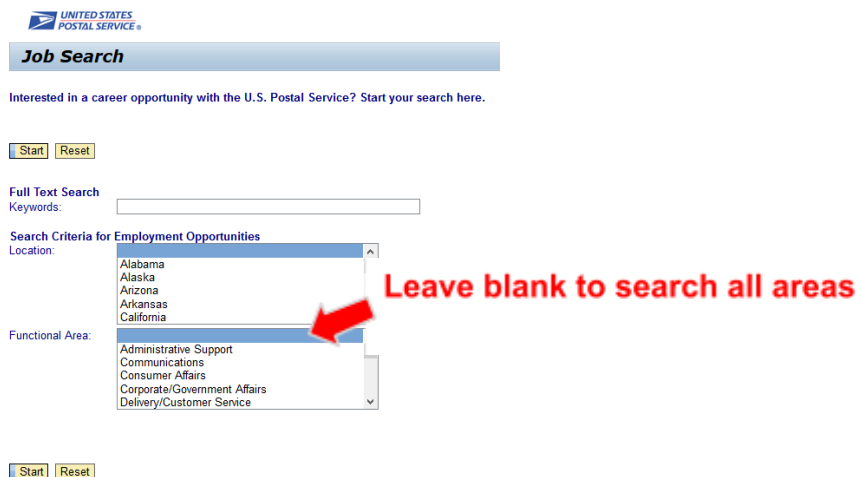 UNITED STATES
POSTAL SERVICE ®
Job Search
Interested in a career opportunity with the U.S. Postal Service? Start your search here.
Start Reset
Full Text Search
Keywords:
Search Criteria for Employment Opportunities
Location:
Alabama
Alaska
Arizona
Arkansas
California
Leave blank to search all areas
Functional Area:
Administrative Support
Communications
Consumer Affairs
Corporate/Government Affairs
Delivery/Customer Service
Start Reset